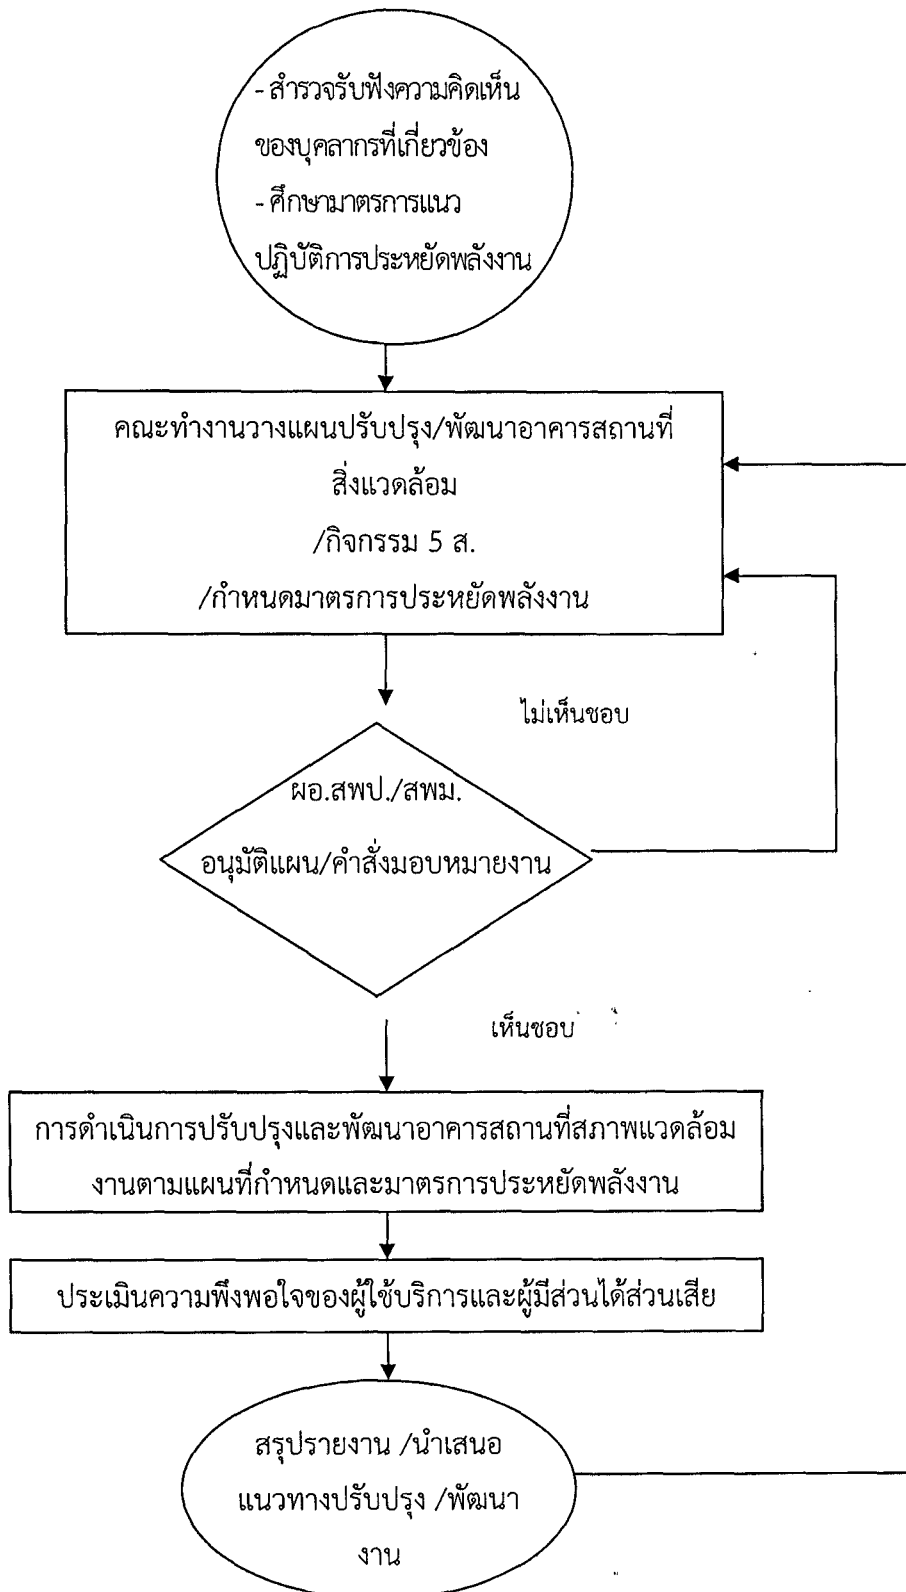 - สำรวจรับฟังความคิดเห็น
ของบุคลากรที่เกี่ยวข้อง
- ศึกษามาตรการแนว
ปฏิบัติการประหยัดพลังงาน
คณะทำงานวางแผนปรับปรุง/พัฒนาอาคารสถานที่
สิ่งแวดล้อม
/กิจกรรม 5 ส.
/กำหนดมาตรการประหยัดพลังงาน
ไม่เห็นชอบ
ผอ.สพป./สพม.
อนุมัติแผน/คำสั่งมอบหมายงาน
เห็นชอบ
การดำเนินการปรับปรุงและพัฒนาอาคารสถานที่สภาพแวดล้อม
งานตามแผนที่กำหนดและมาตรการประหยัดพลังงาน
ประเมินความพึงพอใจของผู้ใช้บริการและผู้มีส่วนได้ส่วนเสีย
สรุปรายงาน /นำเสนอ
แนวทางปรับปรุง /พัฒนา
งาน